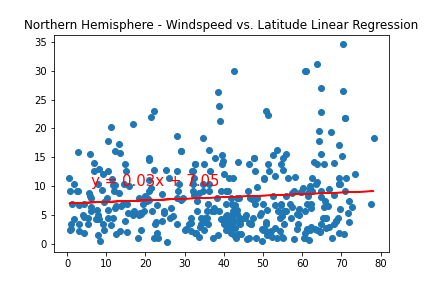 Northern Hemisphere - Windspeed vs. Latitude Linear Regression
35
30
25
20
15
10
5
0
y = 0.03x + 7.05
0 10 20 30 40 50 60 70 80